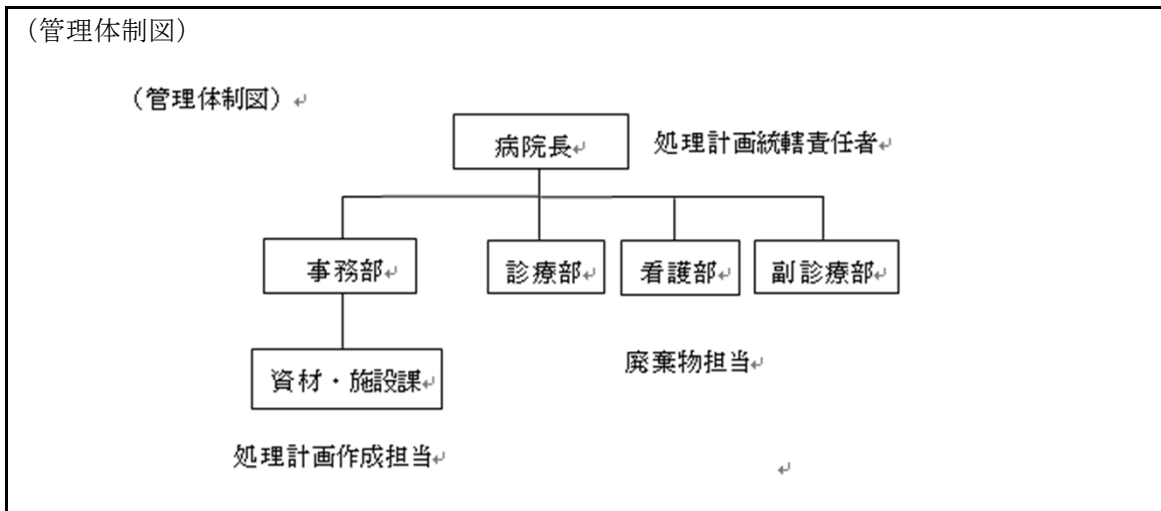 （管理体制図）
（管理体制図）↵
病院長↵ 処理計画統轄責任者↵
事務部↵ 診療部↵ 看護部↵ 副診療部↵
資材・施設課↵ 廃棄物担当↵
処理計画作成担当↵ ↵